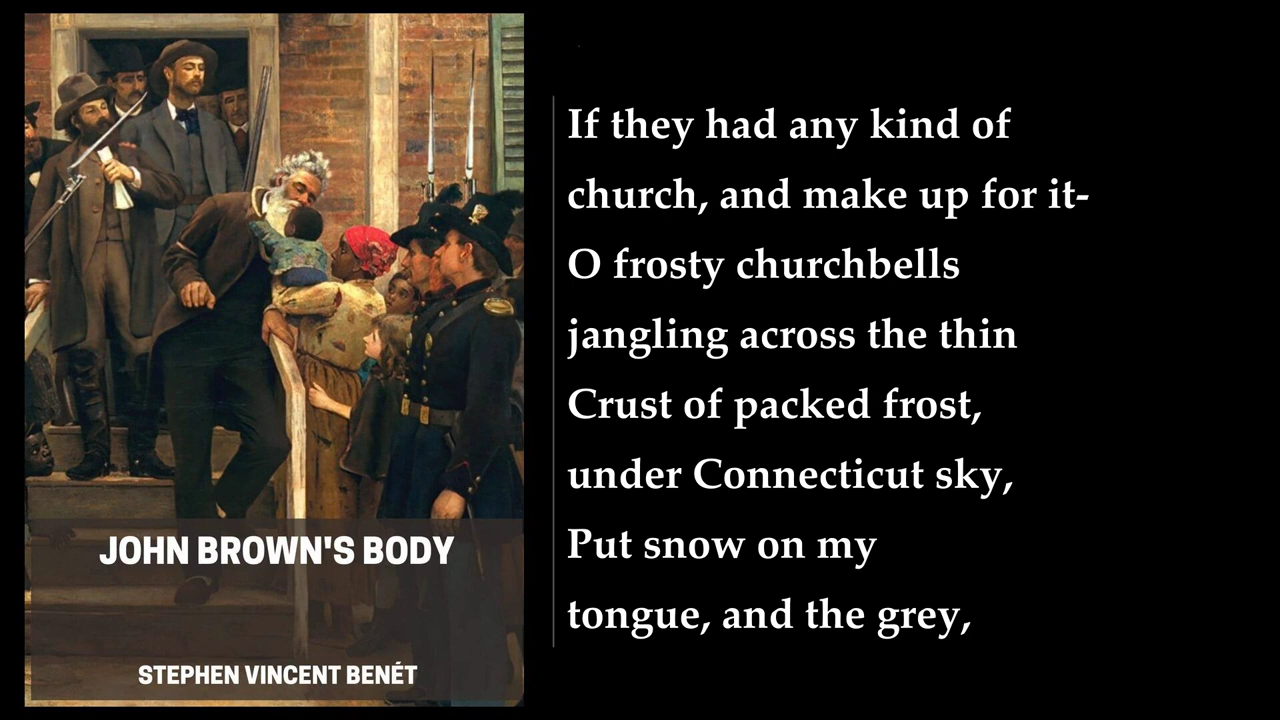 JOHN BROWN'S BODY
STEPHEN VINCENT BENÉT
If they had any kind of
church, and make up for it-
O frosty churchbells
jangling across the thin
Crust of packed frost,
under Connecticut sky,
Put snow on my
tongue, and the grey,